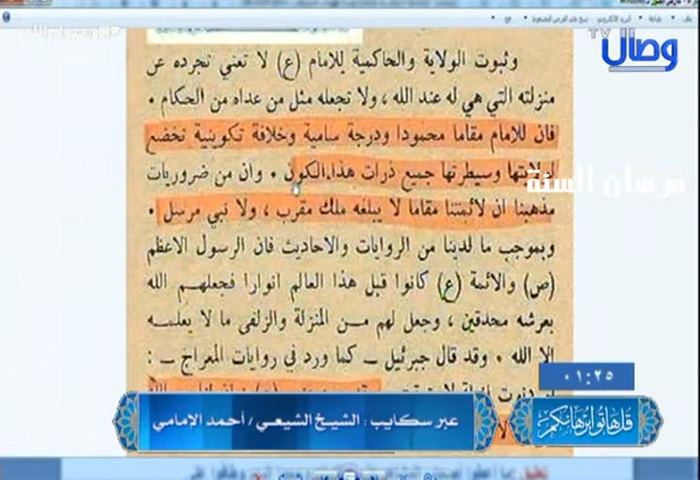 وصال
TV
فرسان السنة
وثبوت الولاية والحاكمية للامام (ع) لا تعني تجرده عن
منزلته التي هي له عند الله ، ولا تجعله مثل من عداه من الحكام .
فان للامام مقاما محمودا ودرجة سامية وخلافة تكوينية تخضع
لولايتها وسيطرتها جميع ذرات هذا الكون . وان من ضروريات
مذهبنا ان لأئمتنا مقاما لا يبلغه ملك مقرب ، ولا نبي مرسل .
وبموجب ما لدينا من الروايات والاحاديث فان الرسول الاعظم
(ص) والائمة (ع) كانوا قبل هذا العالم انوارا فجعلهم الله
بعرشه محدقين ، وجعل لهم من المنزلة والزلفى ما لا يعلمه
الا الله . وقد قال جبرئيل ــ كما ورد في روايات المعراج ــ :
٠١:٢٥
عبر سكايب : الشيخ الشيعي / أحمد الإمامي
قل هاتوا برهانكم